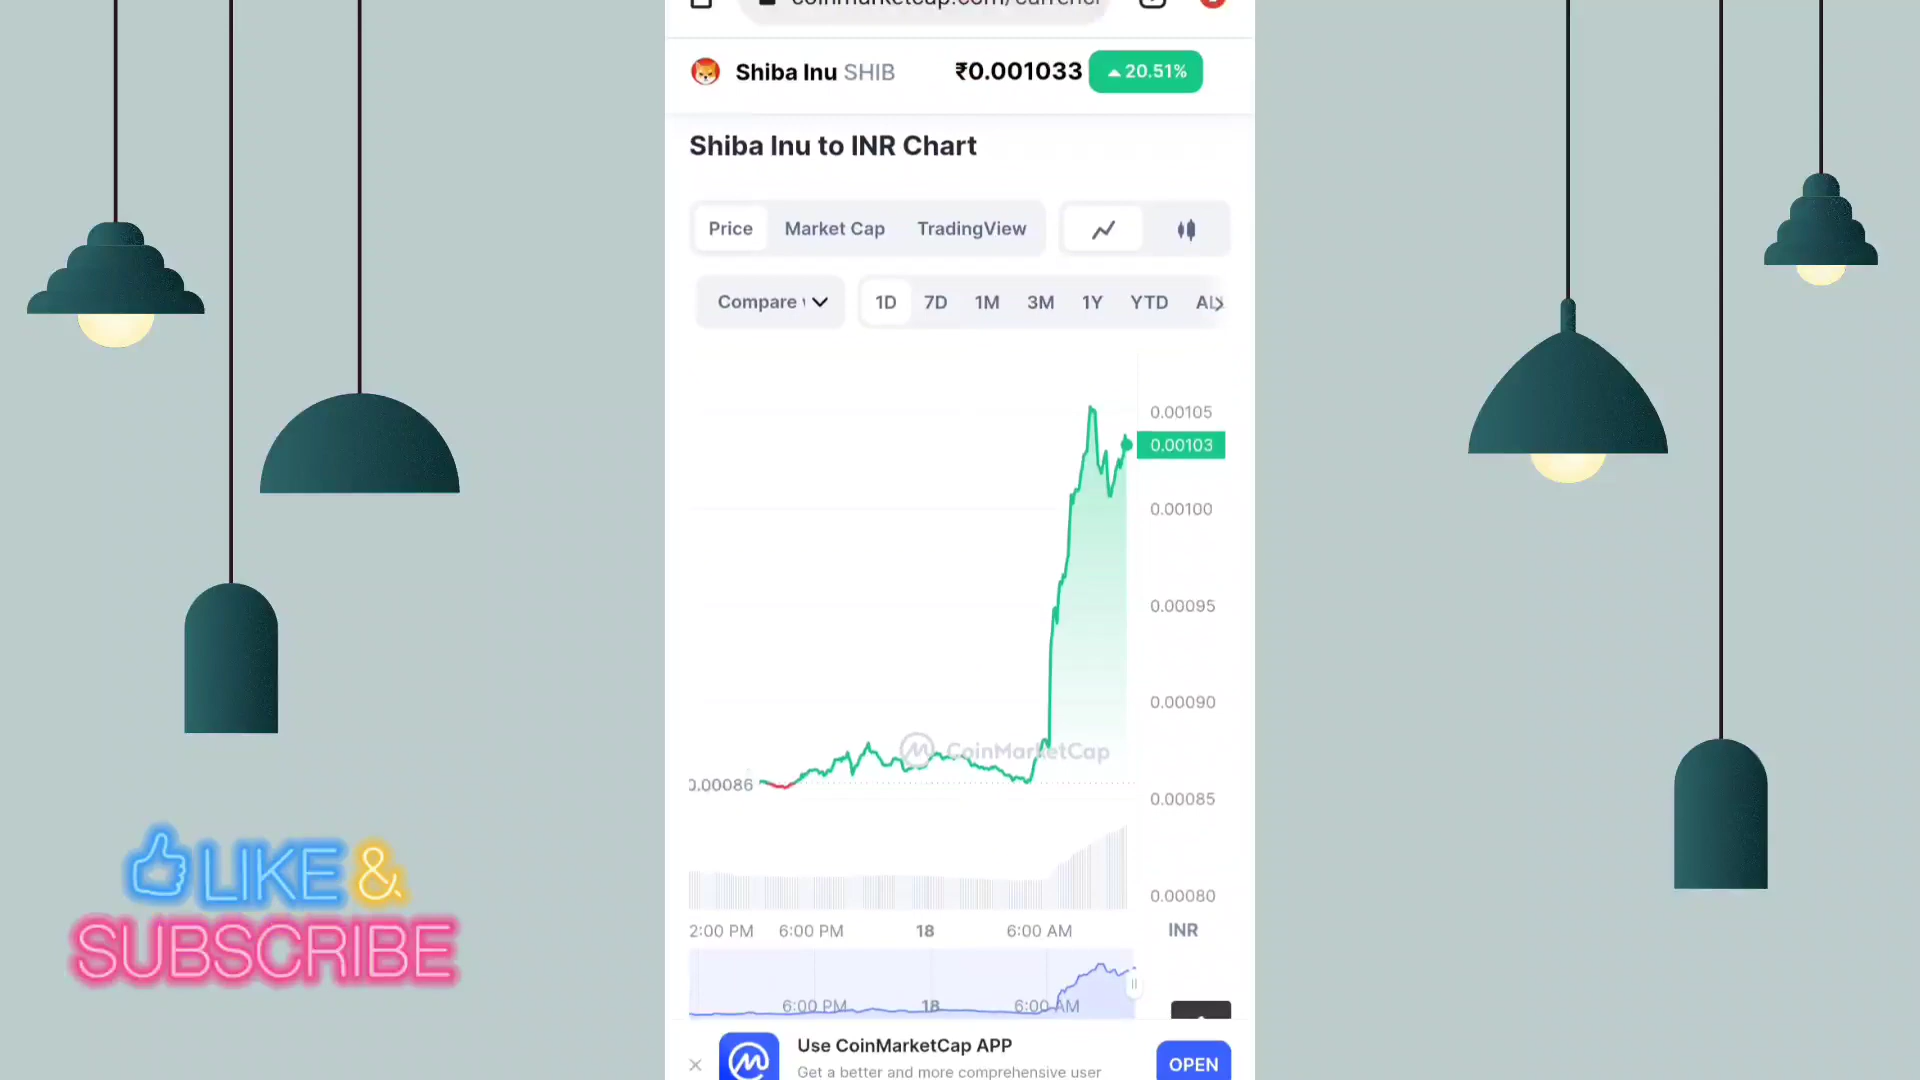 Shiba Inu SHIB ₹0.001033 20.51%
Shiba Inu to INR Chart
Price Market Cap TradingView
Compare 1D 7D 1M 3M 1Y YTD
0.00105
0.00103
0.00100
0.00095
0.00090
CoinMarketCap
0.00086
0.00085
0.00080
2:00 PM 6:00 PM 18 6:00 AM INR
6:00 PM 18 6:00 AM
Use CoinMarketCap APP
Get a better and more comprehensive user
OPEN
LIKE &
SUBSCRIBE